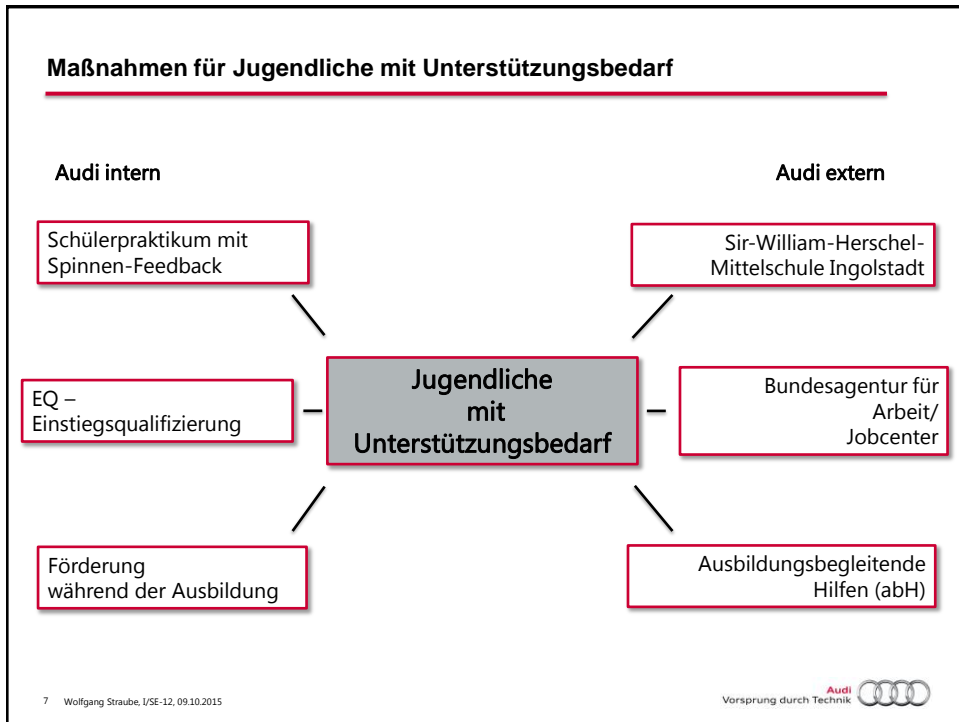 Maßnahmen für Jugendliche mit Unterstützungsbedarf
Audi intern
Audi extern
Schülerpraktikum mit
Spinnen-Feedback
Sir-William-Herschel-
Mittelschule Ingolstadt
EQ –
Einstiegsqualifizierung
Jugendliche
mit
Unterstützungsbedarf
Bundesagentur für
Arbeit/
Jobcenter
Förderung
während der Ausbildung
Ausbildungsbegleitende
Hilfen (abH)
7 Wolfgang Straube, I/SE-12, 09.10.2015
Audi
Vorsprung durch Technik